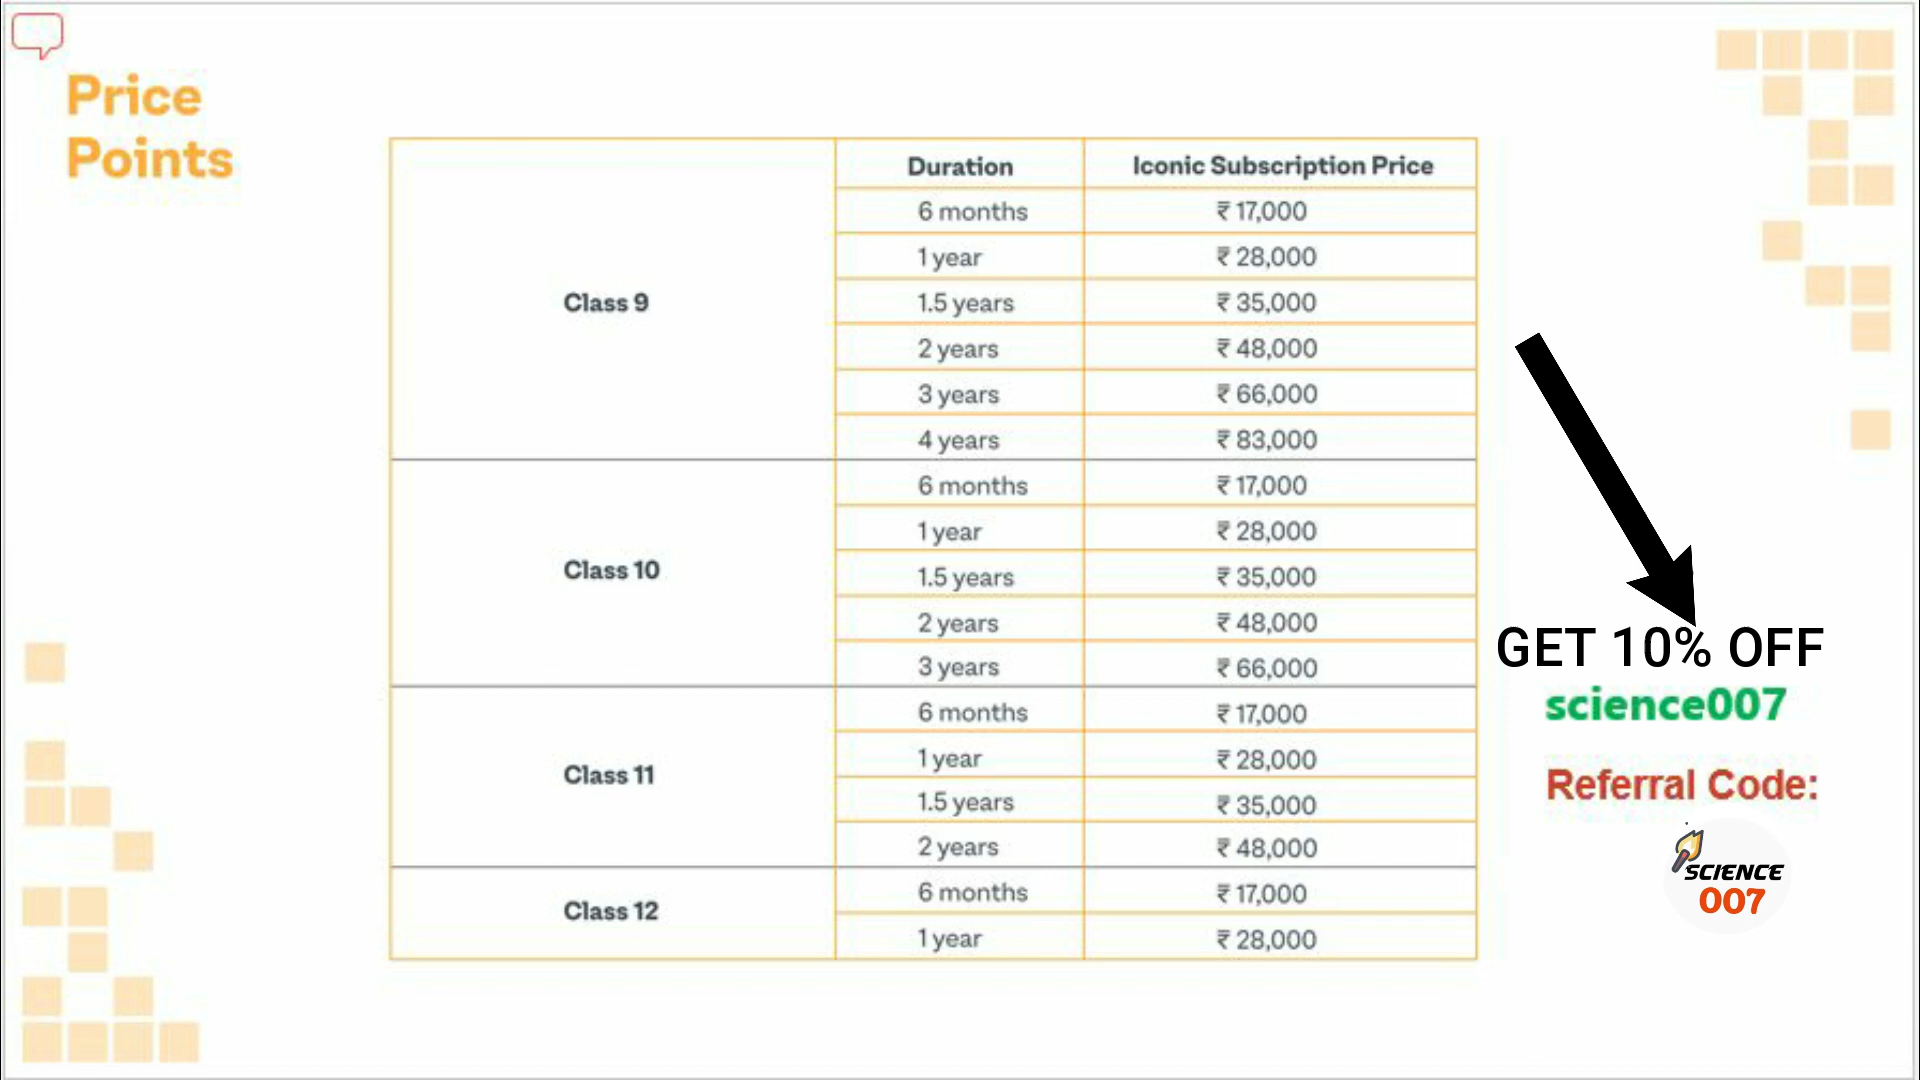 Price
Points
Duration Iconic Subscription Price
Class 9
6 months ₹ 17,000
1 year ₹ 28,000
1.5 years ₹ 35,000
2 years ₹ 48,000
3 years ₹ 66,000
4 years ₹ 83,000
Class 10
6 months ₹ 17,000
1 year ₹ 28,000
1.5 years ₹ 35,000
2 years ₹ 48,000
3 years ₹ 66,000
Class 11
6 months ₹ 17,000
1 year ₹ 28,000
1.5 years ₹ 35,000
2 years ₹ 48,000
Class 12
6 months ₹ 17,000
1 year ₹ 28,000
GET 10% OFF
science007
Referral Code:
SCIENCE
007